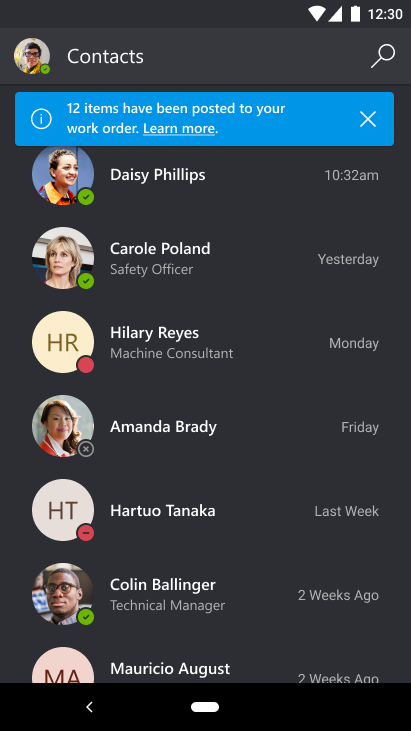 12:30
Contacts
12 items have been posted to your
work order. Learn more.
Daisy Phillips
10:32am
Carole Poland
Safety Officer
Yesterday
HR
Hilary Reyes
Machine Consultant
Monday
Amanda Brady
Friday
HT
Hartuo Tanaka
Last Week
Colin Ballinger
Technical Manager
2 Weeks Ago
MA
Mauricio August
2 Weeks Ago